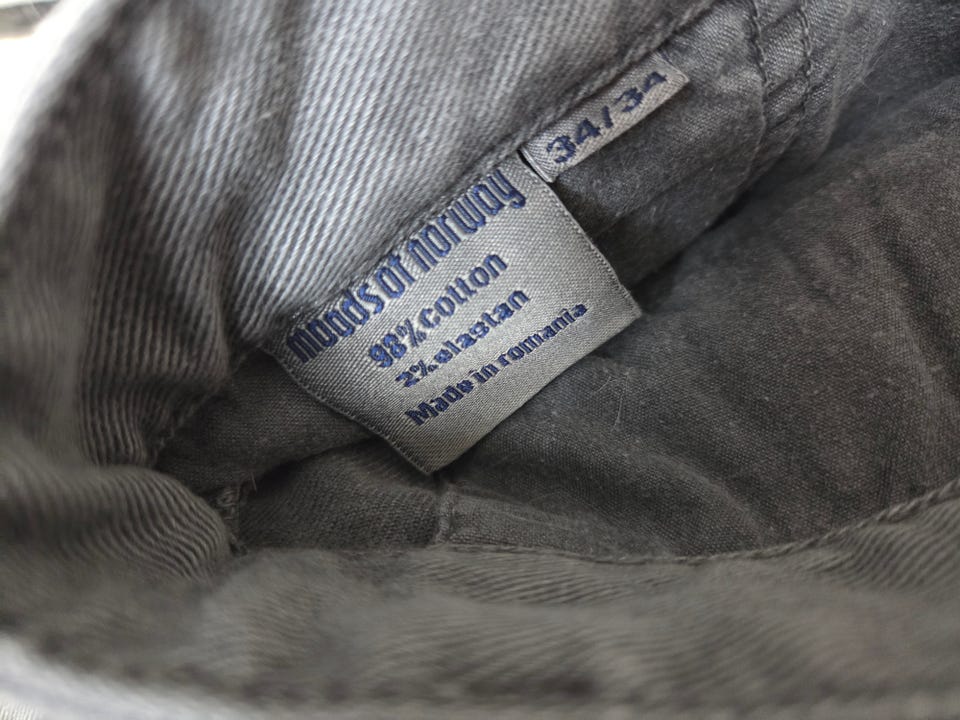 34/34
moods of norway
98% cotton
2% elastan
Made in romania